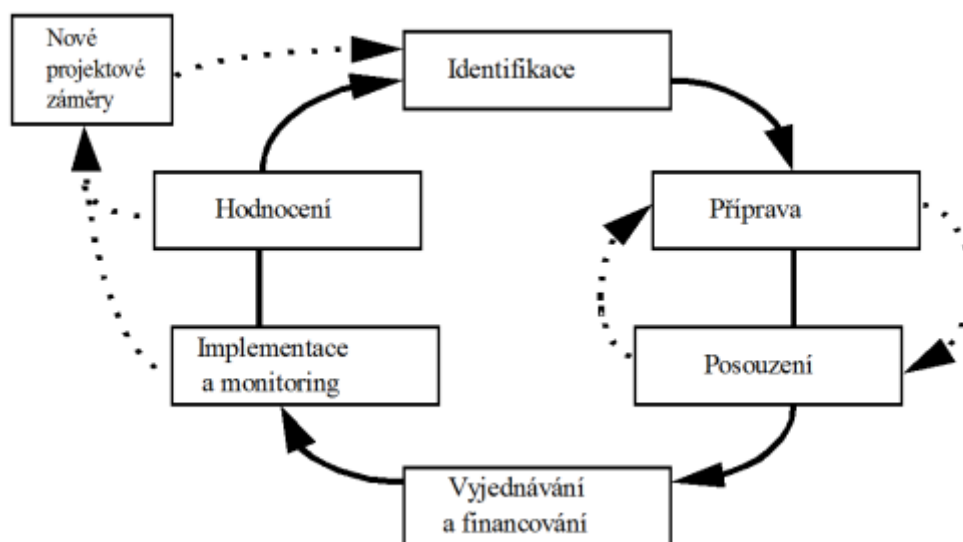 Nové
projektové
záměry
Identifikace
Hodnocení
Příprava
Implementace
a monitoring
Posouzení
Vyjednávání
a financování